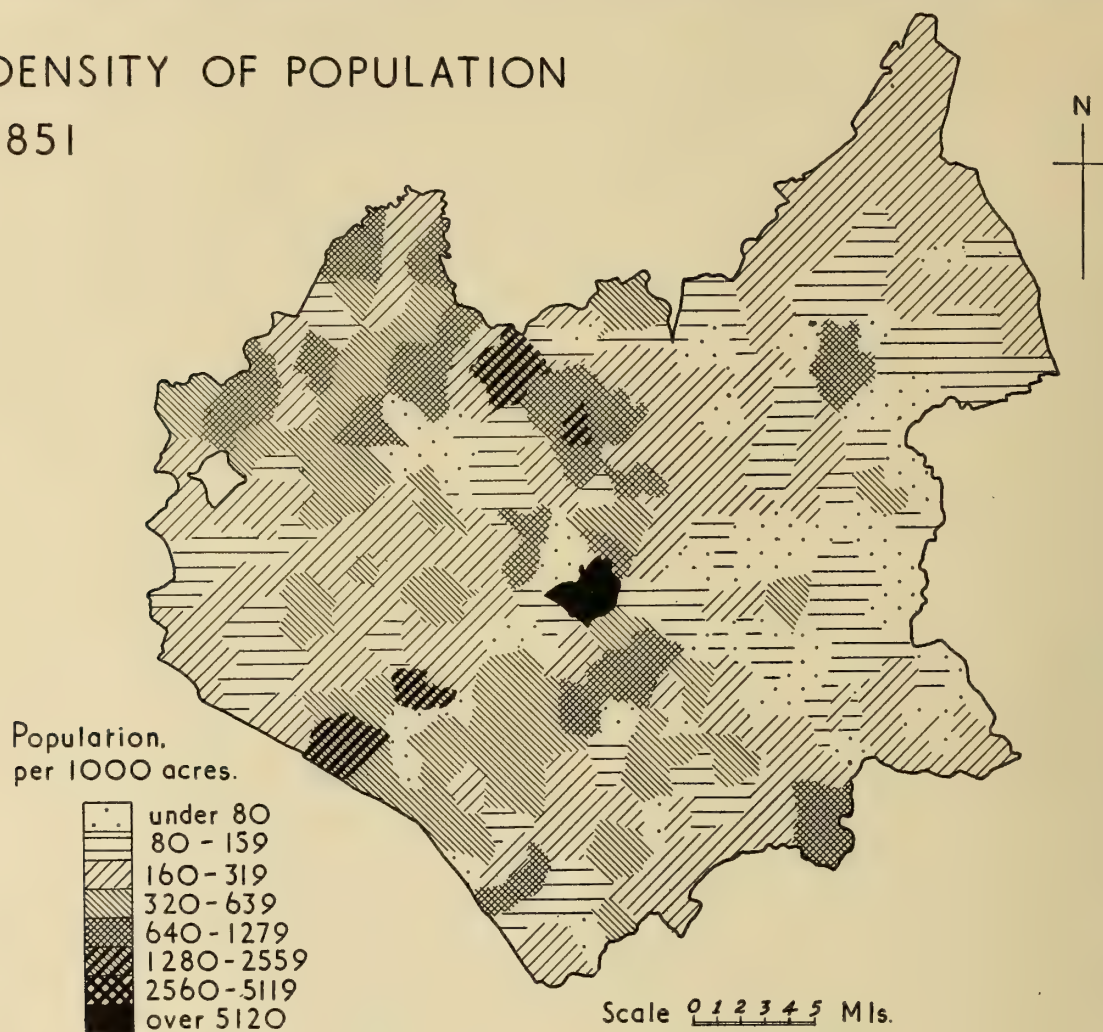 DENSITY OF POPULATION
851
N
Population.
per 1000 acres.
under 80
80-159
160-319
320-639
640-1279
1280-2559
2560-5119
over 5120
Scale 0 1 2 3 4 5 Mls.